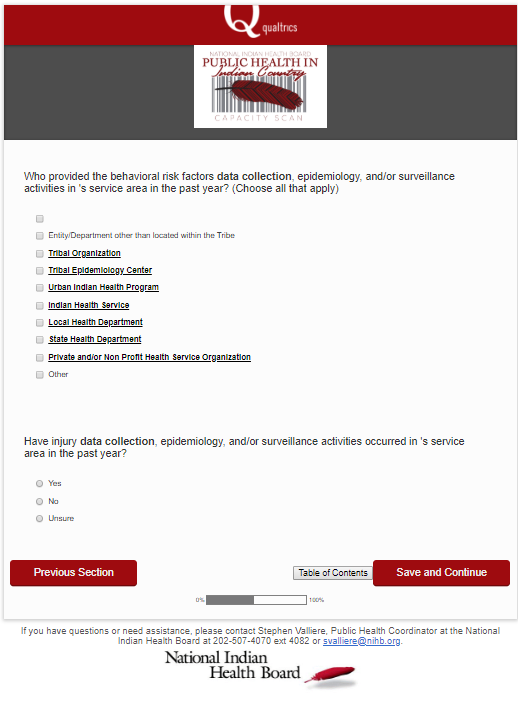 Qualtrics
NATIONAL INDIAN HEALTH BOARD
PUBLIC HEALTH IN
Indian Country
CAPACITY SCAN
Who provided the behavioral risk factors data collection, epidemiology, and/or surveillance
activities in 's service area in the past year? (Choose all that apply)
Entity/Department other than located within the Tribe
Tribal Organization
Tribal Epidemiology Center
Urban Indian Health Program
Indian Health Service
Local Health Department
State Health Department
Private and/or Non Profit Health Service Organization
Other
Have injury data collection, epidemiology, and/or surveillance activities occurred in 's service
area in the past year?
Yes
No
Unsure
Previous Section Table of Contents Save and Continue
0% 100%
If you have questions or need assistance, please contact Stephen Valliere, Public Health Coordinator at the National
Indian Health Board at 202-507-4070 ext 4082 or svalliere@nihb.org.
National Indian
Health Board